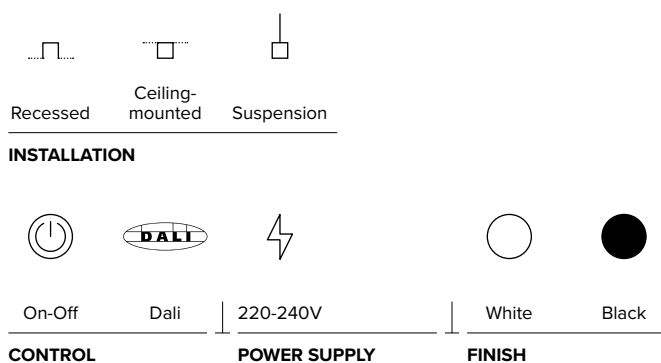 Recessed
Ceiling-
mounted
Suspension
INSTALLATION
DALI
On-Off
Dali
220-240V
White
Black
CONTROL
POWER SUPPLY
FINISH